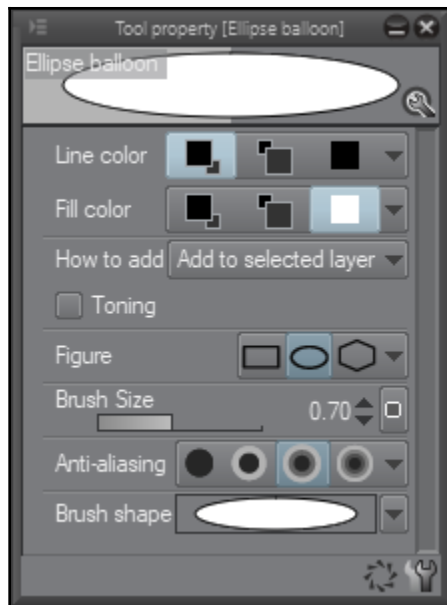 Tool property [Ellipse balloon]
Ellipse balloon
Line color
Fill color
How to add Add to selected layer
Toning
Figure
Brush Size
0.70
Anti-aliasing
Brush shape